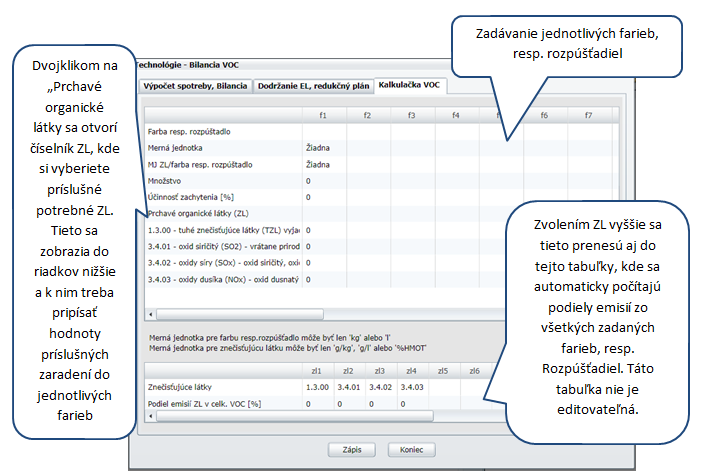 Zadávanie jednotlivých farieb,
resp. rozpúšťadiel
Dvojklikom na
„Prchavé
organické
látky sa otvorí
číselník ZL, kde
si vyberiete
príslušné
potrebné ZL.
Tieto sa
zobrazia do
riadkov nižšie
a k nim treba
pripísať
hodnoty
príslušných
zaradení do
jednotlivých
farieb
Technológie - Bilancia VOC
Výpočet spotreby, Bilancia Dodržanie EL, redukčný plán Kalkulačka VOC
f1 f2 f3 f4 f6 f7
Farba resp. rozpúšťadlo
Merná jednotka Žiadna
MJ ZL/farba resp. rozpúšťadlo Žiadna
Množstvo 0
Účinnosť zachytenia [%] 0
Prchavé organické látky (ZL)
1.3.00 - tuhé znečisťujúce látky (TZL) vyjad 0
3.4.01 - oxid siričitý (SO2) - vrátane prirod 0
3.4.02 - oxidy síry (SOx) - oxid siričitý, oxi 0
3.4.03 - oxidy dusíka (NOx) - oxid dusnatý 0
Zvolením ZL vyššie sa
tieto prenesú aj do
tejto tabuľky, kde sa
automaticky počítajú
podiely emisií zo
všetkých zadaných
farieb, resp.
Rozpúšťadiel. Táto
tabuľka nie je
editovateľná.
Merná jednotka pre farbu resp.rozpúšťadlo môže byť len 'kg' alebo 'l'
Merná jednotka pre znečisťujúcu látku môže byť len 'g/kg', 'g/l' alebo '%HMOT'
zl1 zl2 zl3 zl4 zl5 zl6
Znečisťujúce látky 1.3.00 3.4.01 3.4.02 3.4.03
Podiel emisií ZL v celk. VOC [%] 0 0 0 0
Zápis Koniec